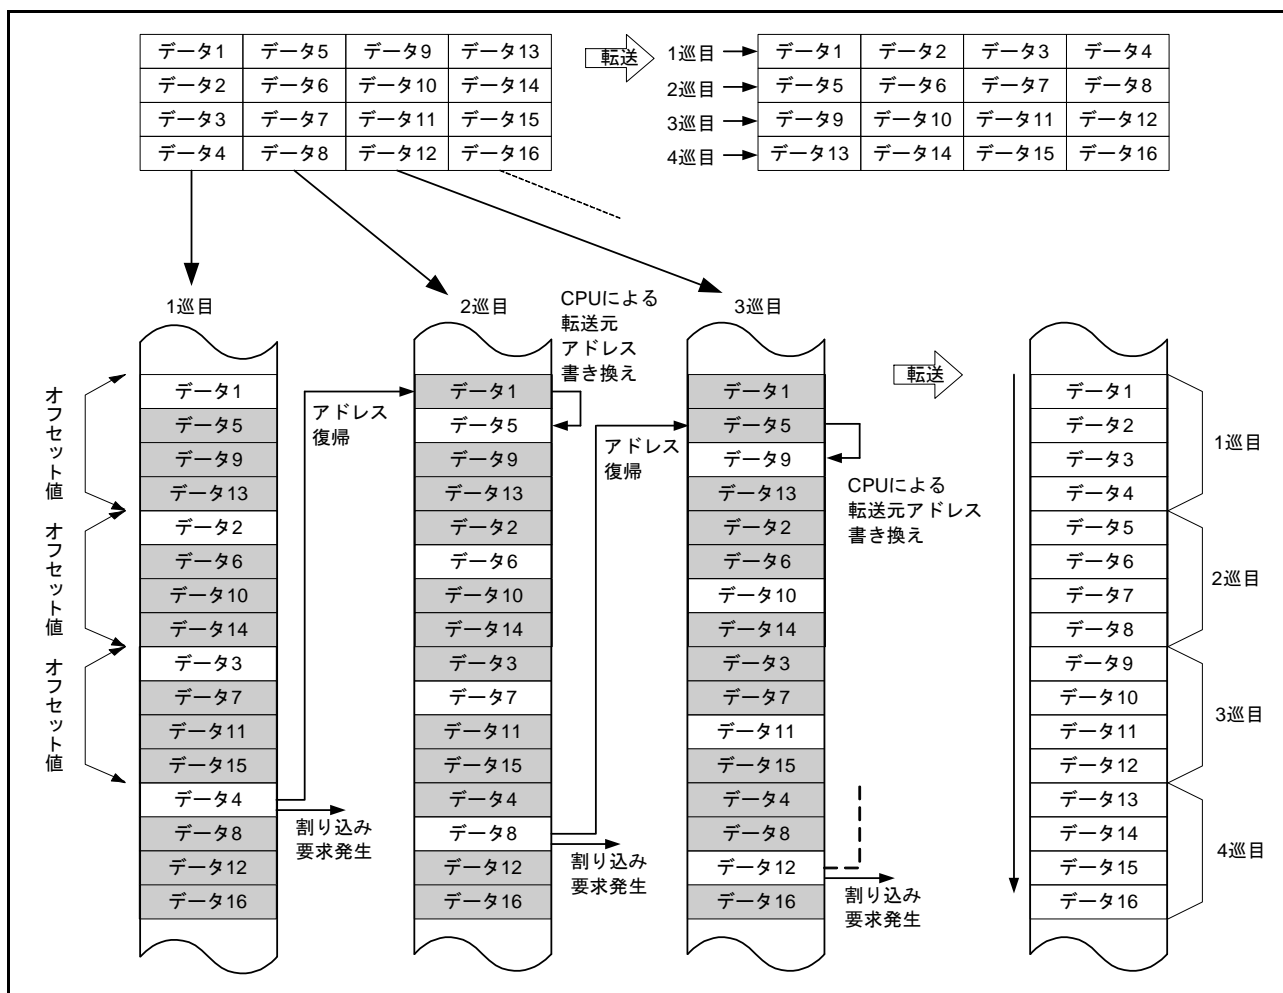 データ1 データ5 データ9 データ13
データ2 データ6 データ10 データ14
データ3 データ7 データ11 データ15
データ4 データ8 データ12 データ16
転送
1巡目 データ1 データ2 データ3 データ4
2巡目 データ5 データ6 データ7 データ8
3巡目 データ9 データ10 データ11 データ12
4巡目 データ13 データ14 データ15 データ16
1巡目
オフセット値
オフセット値
オフセット値
データ1
データ5
データ9
データ13
データ2
データ6
データ10
データ14
データ3
データ7
データ11
データ15
データ4
データ8
データ12
データ16
アドレス
復帰
割り込み
要求発生
2巡目
CPUによる
転送元
アドレス
書き換え
データ1
データ5
データ9
データ13
データ2
データ6
データ10
データ14
データ3
データ7
データ11
データ15
データ4
データ8
データ12
データ16
アドレス
復帰
割り込み
要求発生
3巡目
データ1
データ5
データ9
データ13
データ2
データ6
データ10
データ14
データ3
データ7
データ11
データ15
データ4
データ8
データ12
データ16
CPUによる
転送元アドレス
書き換え
割り込み
要求発生
転送
データ1
データ2
データ3
データ4
データ5
データ6
データ7
データ8
データ9
データ10
データ11
データ12
データ13
データ14
データ15
データ16
1巡目
2巡目
3巡目
4巡目